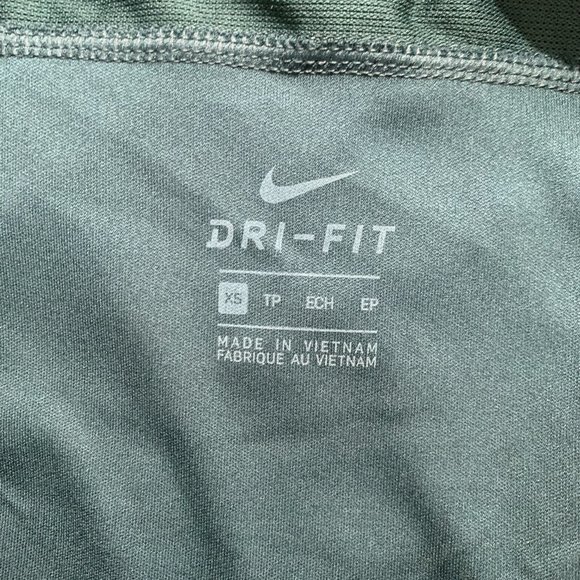 DRI-FIT
XS TP ECH EP
MADE IN VIETNAM
FABRIQUE AU VIETNAM